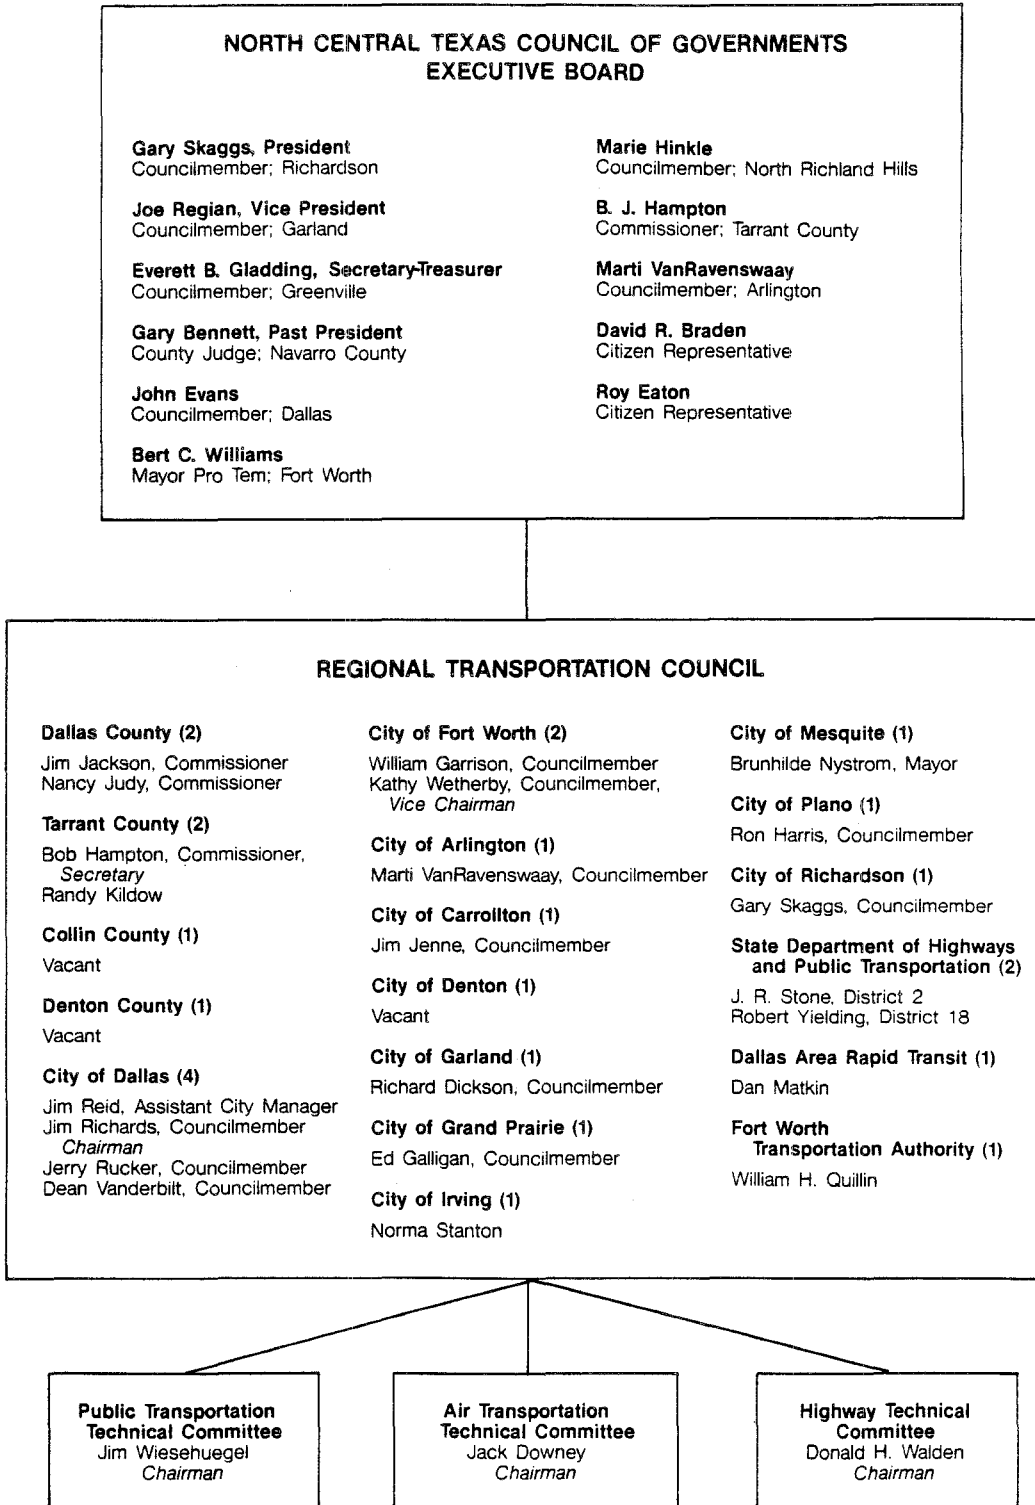 NORTH CENTRAL TEXAS COUNCIL OF GOVERNMENTS
EXECUTIVE BOARD
Gary Skaggs, President
Councilmember; Richardson
Joe Regian, Vice President
Councilmember; Garland
Everett B. Gladding, Secretary-Treasurer
Councilmember; Greenville
Gary Bennett, Past President
County Judge; Navarro County
John Evans
Councilmember; Dallas
Bert C. Williams
Mayor Pro Tem; Fort Worth
Marie Hinkle
Councilmember; North Richland Hills
B. J. Hampton
Commissioner; Tarrant County
Marti VanRavenswaay
Councilmember; Arlington
David R. Braden
Citizen Representative
Roy Eaton
Citizen Representative
REGIONAL TRANSPORTATION COUNCIL
Dallas County (2)
Jim Jackson, Commissioner
Nancy Judy, Commissioner
Tarrant County (2)
Bob Hampton, Commissioner,
Secretary
Randy Kildow
Collin County (1)
Vacant
Denton County (1)
Vacant
City of Dallas (4)
Jim Reid, Assistant City Manager
Jim Richards, Councilmember
Chairman
Jerry Rucker, Councilmember
Dean Vanderbilt, Councilmember
City of Fort Worth (2)
William Garrison, Councilmember
Kathy Wetherby, Councilmember,
Vice Chairman
City of Arlington (1)
Marti VanRavenswaay, Councilmember
City of Carrollton (1)
Jim Jenne, Councilmember
City of Denton (1)
Vacant
City of Garland (1)
Richard Dickson, Councilmember
City of Grand Prairie (1)
Ed Galligan, Councilmember
City of Irving (1)
Norma Stanton
City of Mesquite (1)
Brunhilde Nystrom, Mayor
City of Plano (1)
Ron Harris, Councilmember
City of Richardson (1)
Gary Skaggs, Councilmember
State Department of Highways
and Public Transportation (2)
J. R. Stone, District 2
Robert Yielding, District 18
Dallas Area Rapid Transit (1)
Dan Matkin
Fort Worth
Transportation Authority (1)
William H. Quillin
Public Transportation
Technical Committee
Jim Wiesehuegel
Chairman
Air Transportation
Technical Committee
Jack Downey
Chairman
Highway Technical
Committee
Donald H. Walden
Chairman